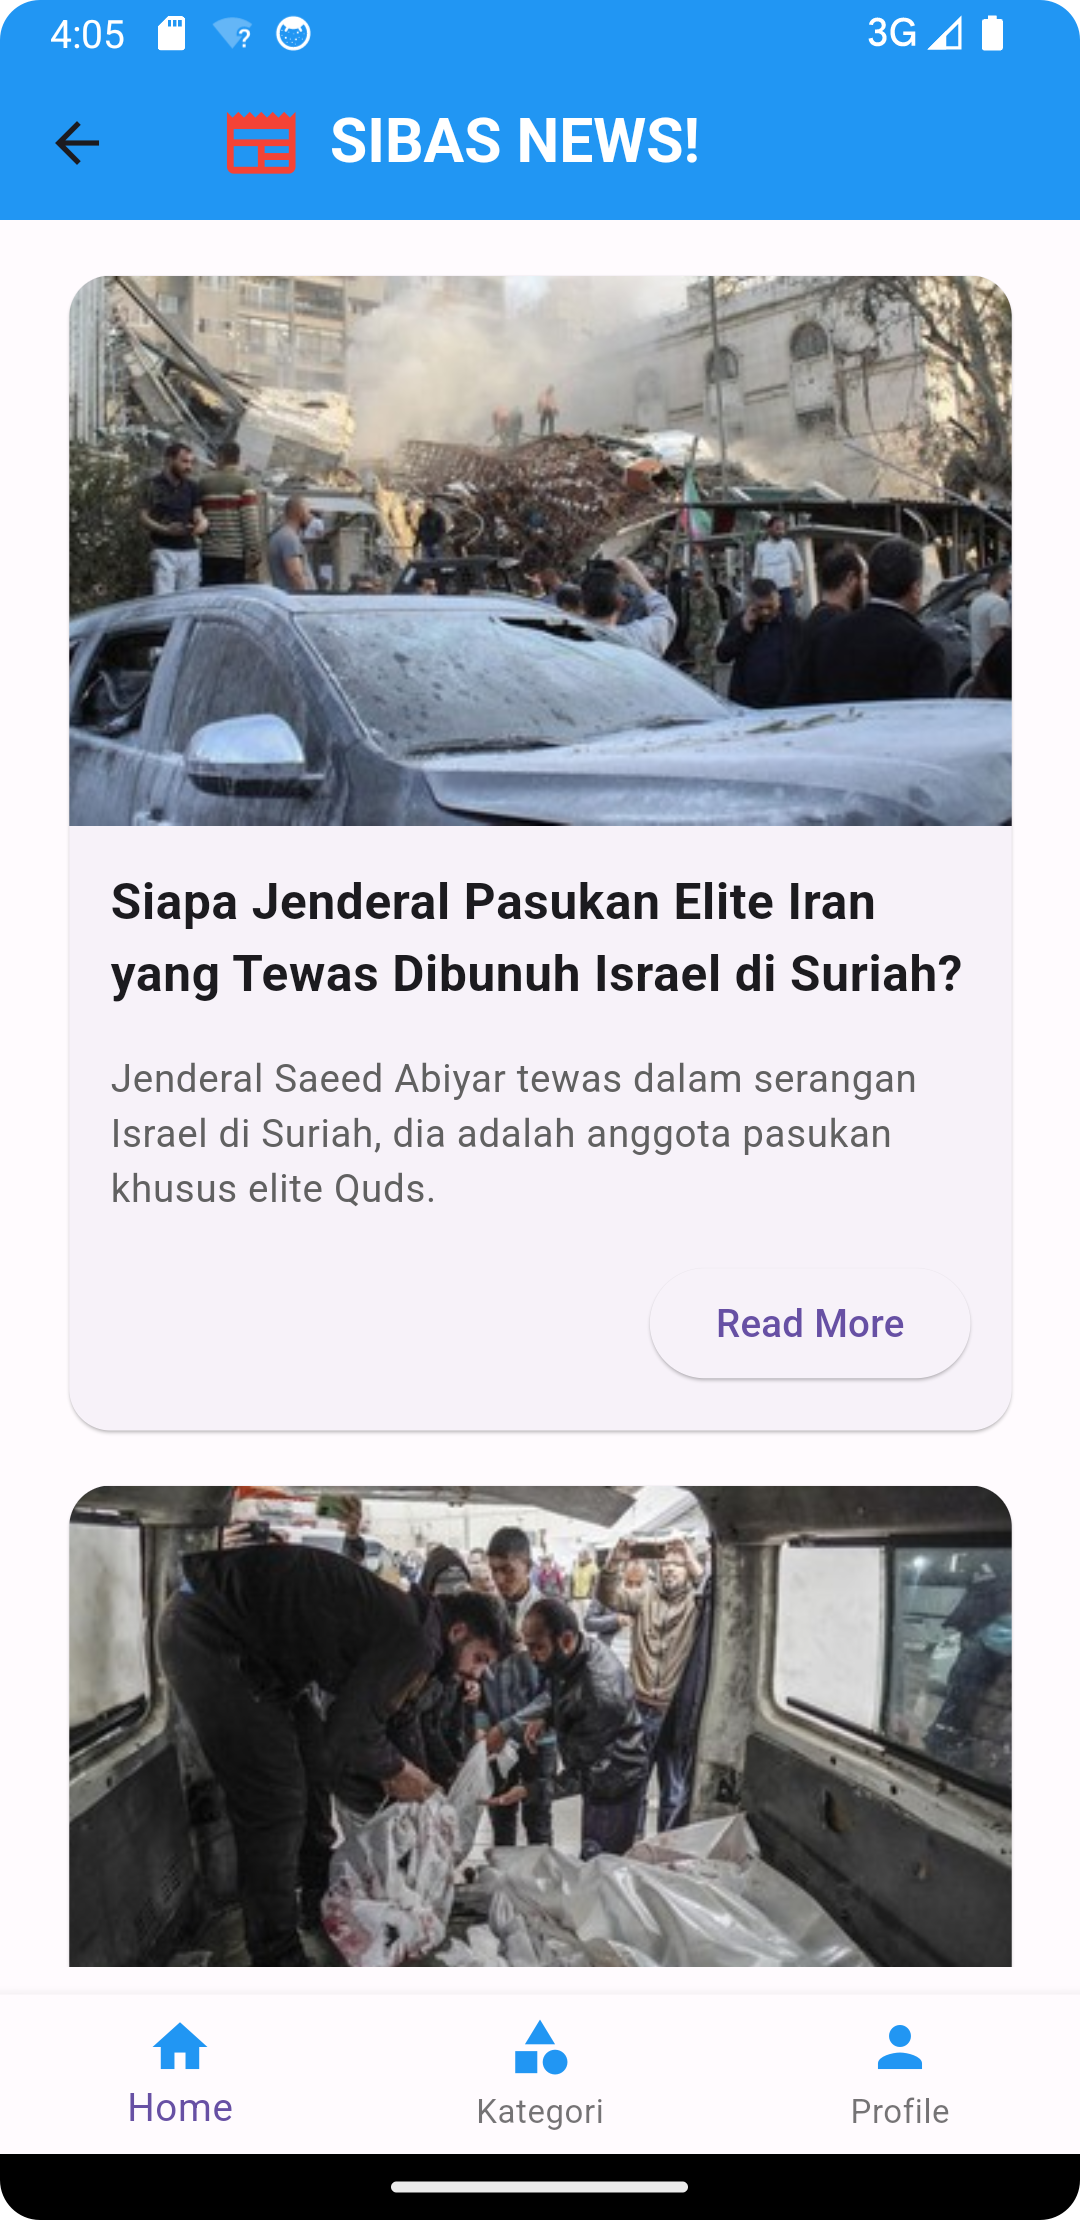 4:05
3G
SIBAS NEWS!
Siapa Jenderal Pasukan Elite Iran
yang Tewas Dibunuh Israel di Suriah?
Jenderal Saeed Abiyar tewas dalam serangan
Israel di Suriah, dia adalah anggota pasukan
khusus elite Quds.
Read More
Home
Kategori
Profile